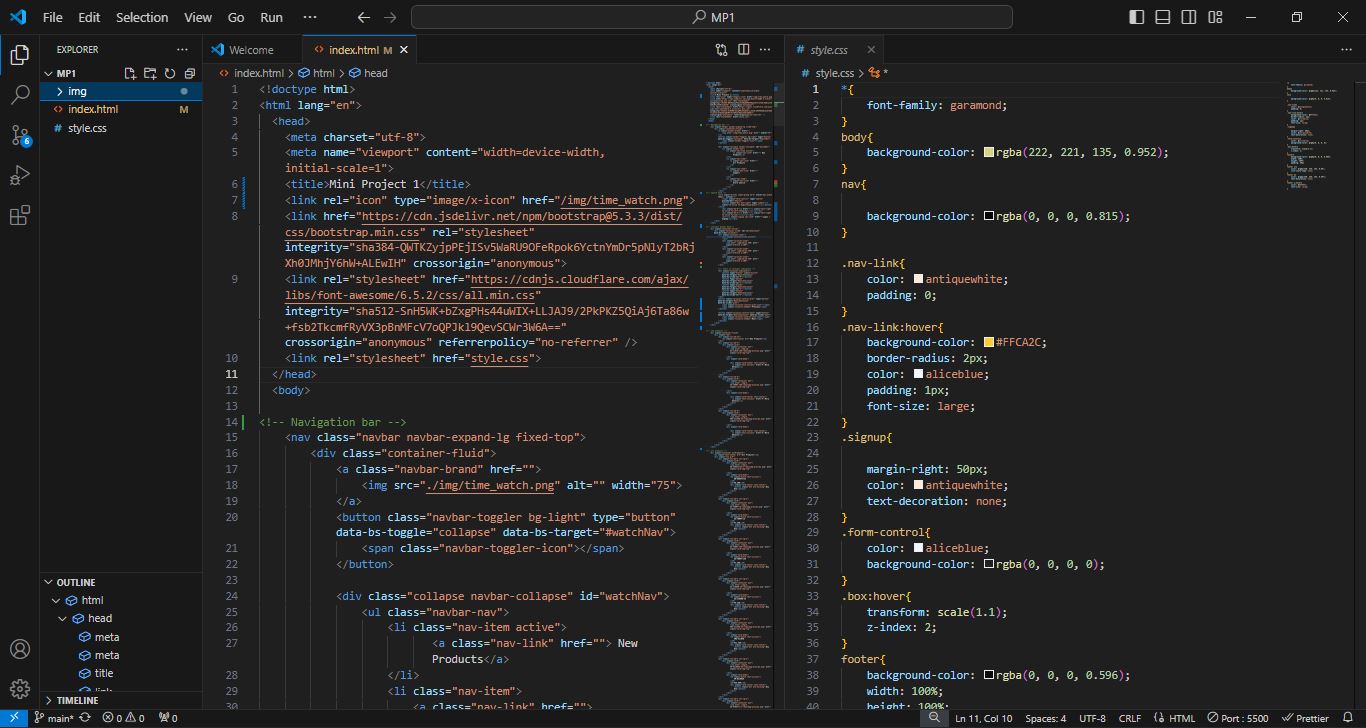 File Edit Selection View Go Run ··· MP1
EXPLORER ···
MP1
img
index.html M
style.css
OUTLINE
html
head
meta
meta
title
TIMELINE
Welcome
index.html M
index.html > html > head
1 <!doctype html>
2 <html lang="en">
3 <head>
4 <meta charset="utf-8">
5 <meta name="viewport" content="width=device-width,
initial-scale=1">
6 <title>Mini Project 1</title>
7 <link rel="icon" type="image/x-icon" href="/img/time_watch.png">
8 <link href="https://cdn.jsdelivr.net/npm/bootstrap@5.3.3/dist/
css/bootstrap.min.css" rel="stylesheet"
integrity="sha384-QWTKZyjpPEjISv5WaRU9OFeRpok6YctnYmDr5pNlyT2bRj
Xh0JMhjY6hW+ALEwIH" crossorigin="anonymous">
9 <link rel="stylesheet" href="https://cdnjs.cloudflare.com/ajax/
libs/font-awesome/6.5.2/css/all.min.css"
integrity="sha512-SnH5WK+bZxgPHs44uWIX+LLJAJ9/2PkPKZ5QiAj6Ta86w
+fsb2TkcmfRyVX3pBnMFcV7oQPJkl9QevSCWr3W6A=="
crossorigin="anonymous" referrerpolicy="no-referrer" />
10 <link rel="stylesheet" href="style.css">
11 </head>
12 <body>
13
14 <!-- Navigation bar -->
15 <nav class="navbar navbar-expand-lg fixed-top">
16 <div class="container-fluid">
17 <a class="navbar-brand" href="">
18 <img src="./img/time_watch.png" alt="" width="75">
19 </a>
20 <button class="navbar-toggler bg-light" type="button"
data-bs-toggle="collapse" data-bs-target="#watchNav">
21 <span class="navbar-toggler-icon"></span>
22 </button>
23
24 <div class="collapse navbar-collapse" id="watchNav">
25 <ul class="navbar-nav">
26 <li class="nav-item active">
27 <a class="nav-link" href=""> New
Products</a>
28 </li>
29 <li class="nav-item">
30 <a class="nav-link" href="">
style.css
style.css > *
1 *{
2 font-family: garamond;
3 }
4 body{
5 background-color: rgba(222, 221, 135, 0.952);
6 }
7 nav{
8
9 background-color: rgba(0, 0, 0, 0.815);
10 }
11
12 .nav-link{
13 color: antiquewhite;
14 padding: 0;
15 }
16 .nav-link:hover{
17 background-color: #FFCA2C;
18 border-radius: 2px;
19 color: aliceblue;
20 padding: 1px;
21 font-size: large;
22 }
23 .signup{
24
25 margin-right: 50px;
26 color: antiquewhite;
27 text-decoration: none;
28 }
29 .form-control{
30 color: aliceblue;
31 background-color: rgba(0, 0, 0, 0);
32 }
33 .box:hover{
34 transform: scale(1.1);
35 z-index: 2;
36 }
37 footer{
38 background-color: rgba(0, 0, 0, 0.596);
39 width: 100%;
40 height: 100%;
main* 0 0 0 Ln 11, Col 10 Spaces: 4 UTF-8 CRLF HTML Port : 5500 Prettier